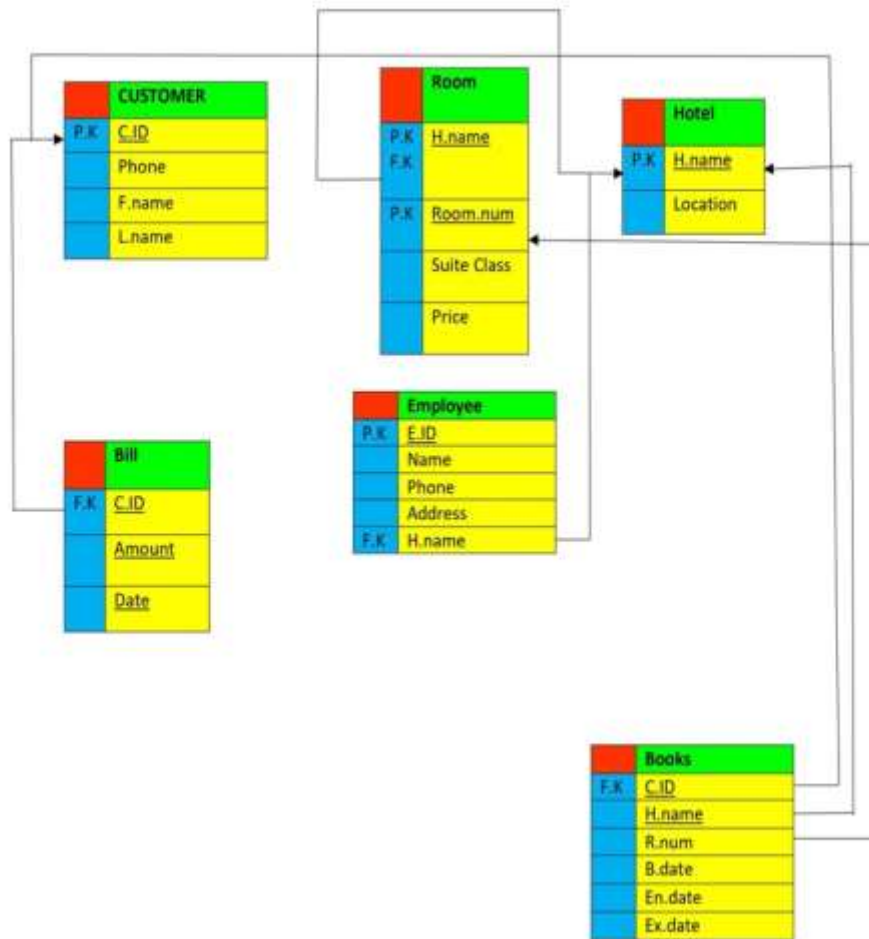 CUSTOMER
P.K C.ID
Phone
F.name
L.name
Room
P.K H.name
F.K
P.K Room.num
Suite Class
Price
Hotel
P.K H.name
Location
Employee
P.K E.ID
Name
Phone
Address
F.K H.name
Bill
F.K C.ID
Amount
Date
Books
F.K C.ID
H.name
R.num
B.date
En.date
Ex.date